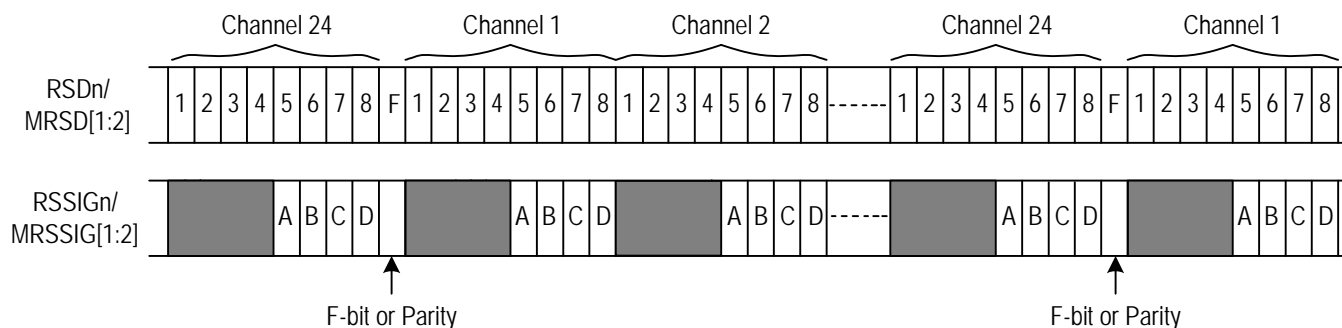 Channel 24 Channel 1 Channel 2 Channel 24 Channel 1
RSDn/
MRSD[1:2]
1 2 3 4 5 6 7 8 F 1 2 3 4 5 6 7 8 1 2 3 4 5 6 7 8 1 2 3 4 5 6 7 8 F 1 2 3 4 5 6 7 8
RSSIGn/
MRSSIG[1:2]
A B C D A B C D A B C D A B C D A B C D
F-bit or Parity F-bit or Parity